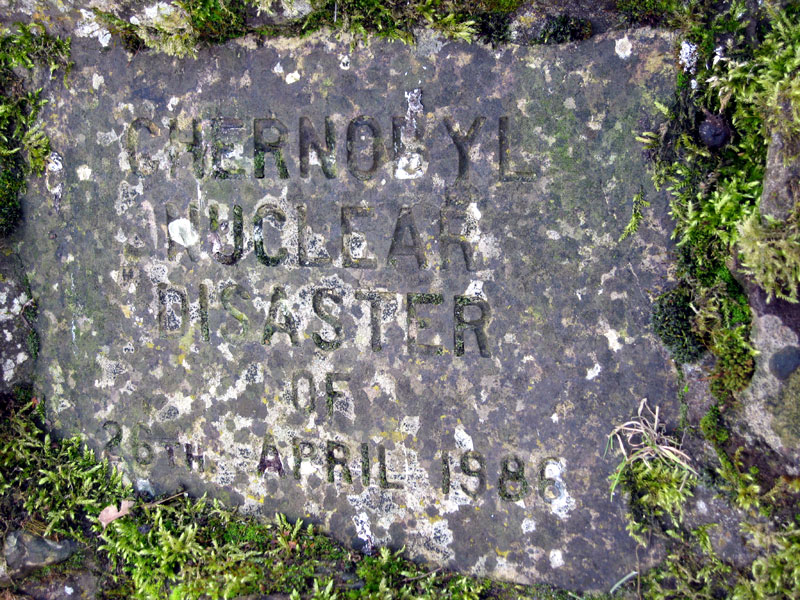 CHERNOBYL
NUCLEAR
DISASTER
OF
26TH APRIL 1986